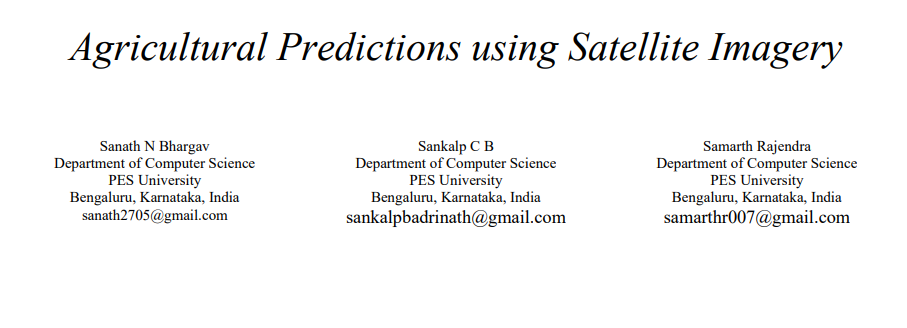 Agricultural Predictions using Satellite Imagery
Sanath N Bhargav
Department of Computer Science
PES University
Bengaluru, Karnataka, India
sanath2705@gmail.com
Sankalp C B
Department of Computer Science
PES University
Bengaluru, Karnataka, India
sankalpbadrinath@gmail.com
Samarth Rajendra
Department of Computer Science
PES University
Bengaluru, Karnataka, India
samarthr007@gmail.com